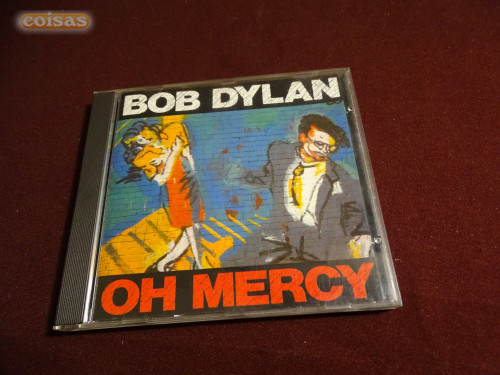 coisas
BOB DYLAN
OH MERCY